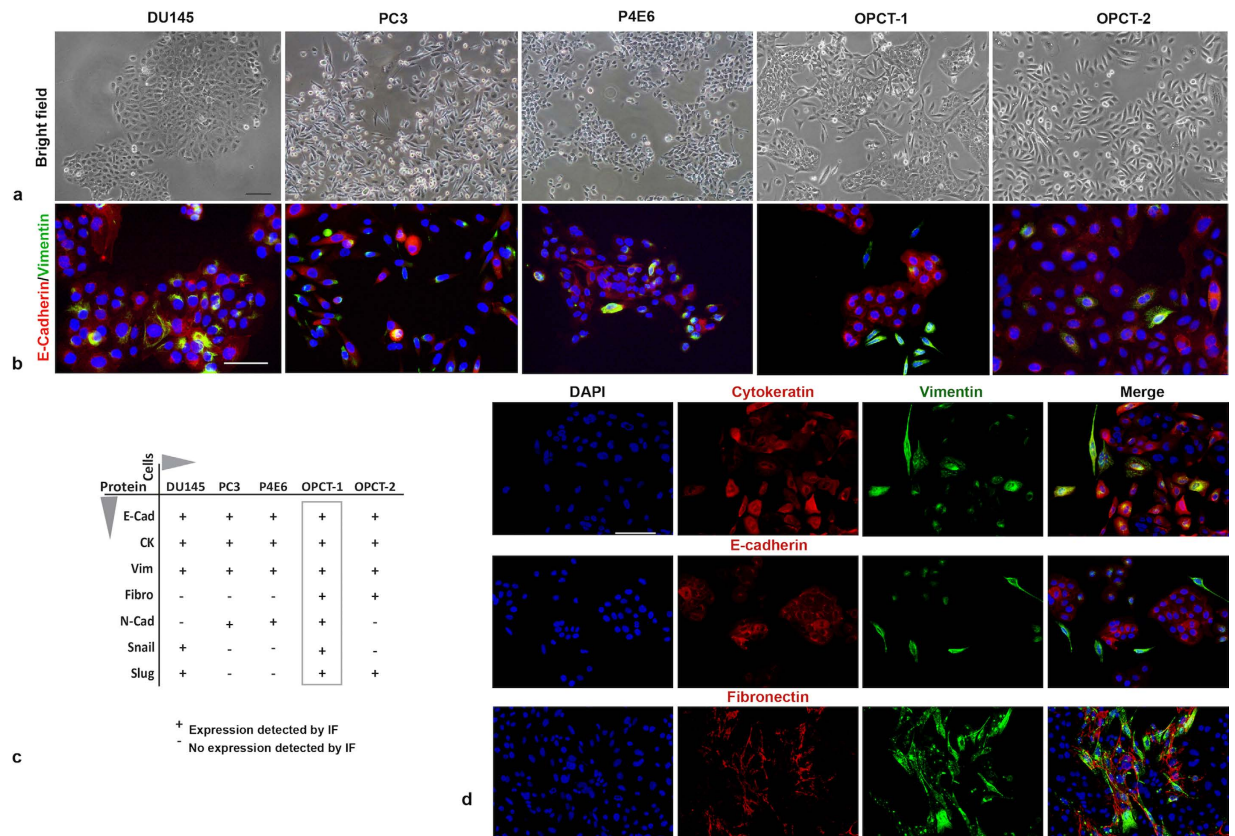 DU145 PC3 P4E6 OPCT-1 OPCT-2
Bright field
a
E-Cadherin/Vimentin
b
DAPI Cytokeratin Vimentin Merge
E-cadherin
Fibronectin
Cells
Protein DU145 PC3 P4E6 OPCT-1 OPCT-2
E-Cad + + + + +
CK + + + + +
Vim + + + + +
Fibro - - - + +
N-Cad - + + + -
Snail + - - + -
Slug + - - + +
+ Expression detected by IF
- No expression detected by IF
c
d